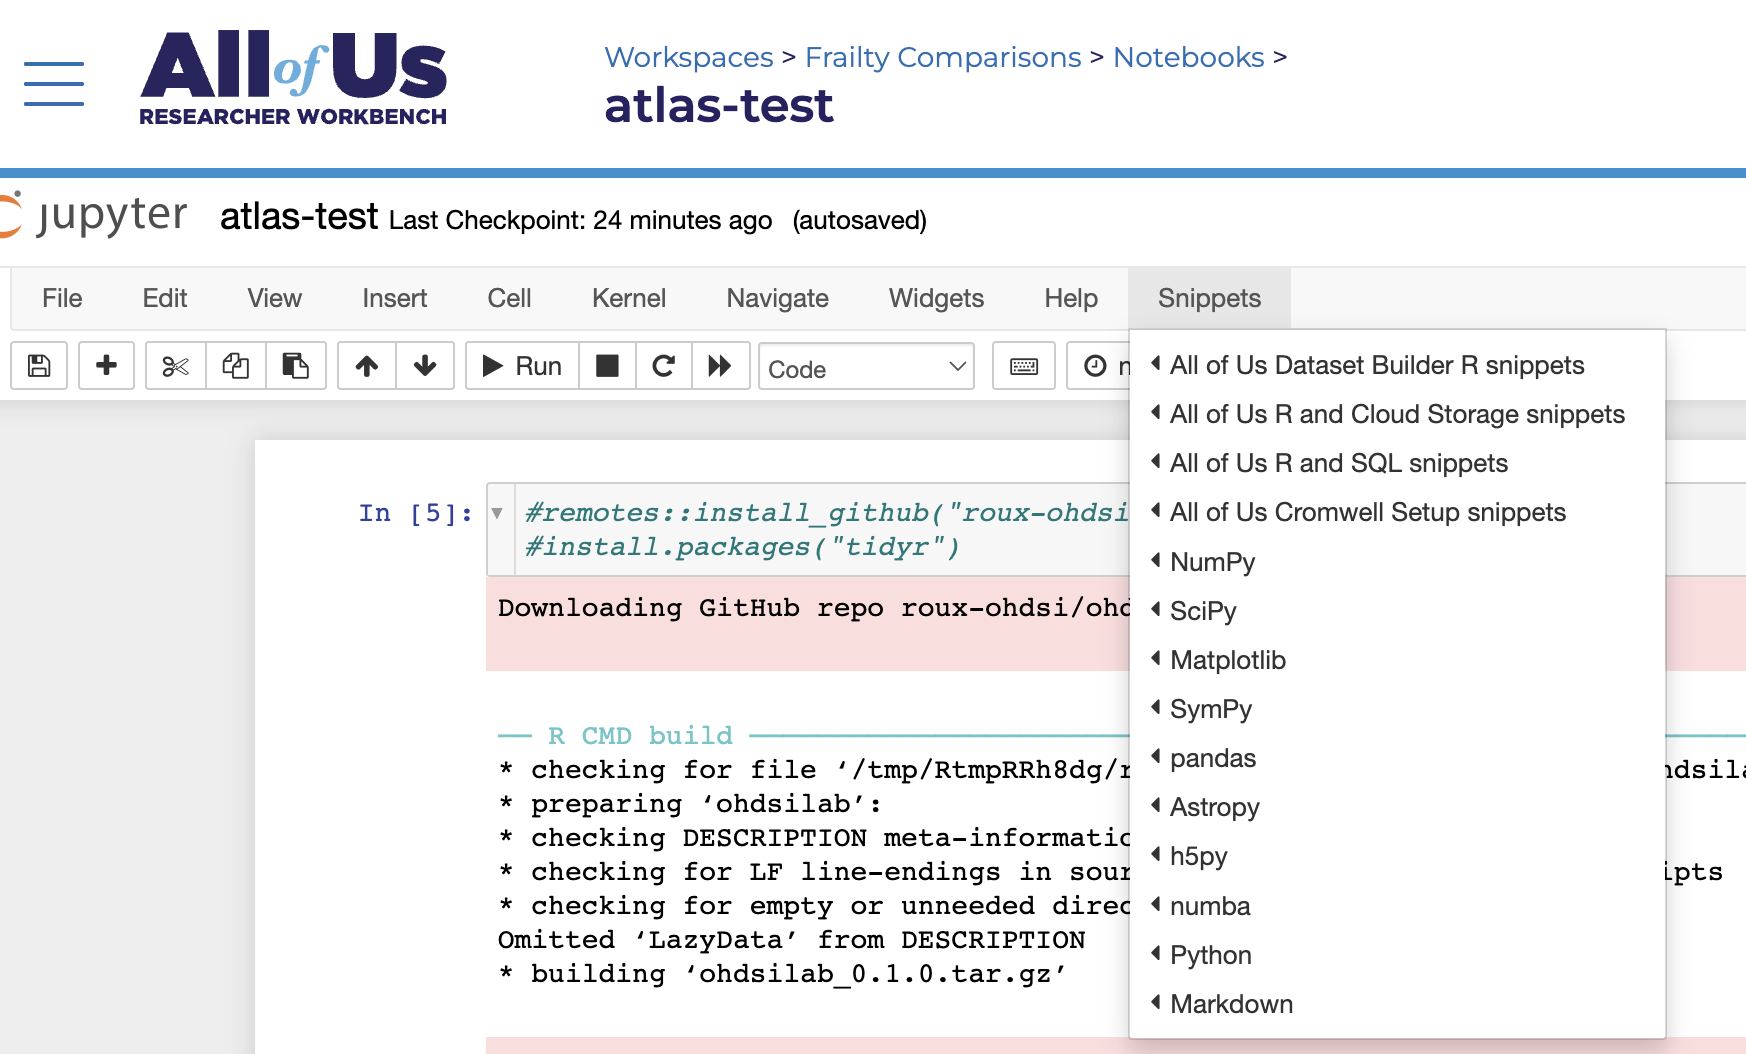 All of Us
RESEARCHER WORKBENCH
Workspaces > Frailty Comparisons > Notebooks >
atlas-test
jupyter atlas-test Last Checkpoint: 24 minutes ago (autosaved)
File Edit View Insert Cell Kernel Navigate Widgets Help Snippets
Run Code n
All of Us Dataset Builder R snippets
All of Us R and Cloud Storage snippets
All of Us R and SQL snippets
All of Us Cromwell Setup snippets
NumPy
SciPy
Matplotlib
SymPy
pandas
Astropy
h5py
numba
Python
Markdown
In [5]: #remotes::install_github("roux-ohdsi
#install.packages("tidyr")
Downloading GitHub repo roux-ohdsi/ohd
── R CMD build ──
* checking for file ‘/tmp/RtmpRRh8dg/r
* preparing ‘ohdsilab’:
* checking DESCRIPTION meta-informatio
* checking for LF line-endings in sour ipts
* checking for empty or unneeded direc
Omitted ‘LazyData’ from DESCRIPTION
* building ‘ohdsilab_0.1.0.tar.gz’